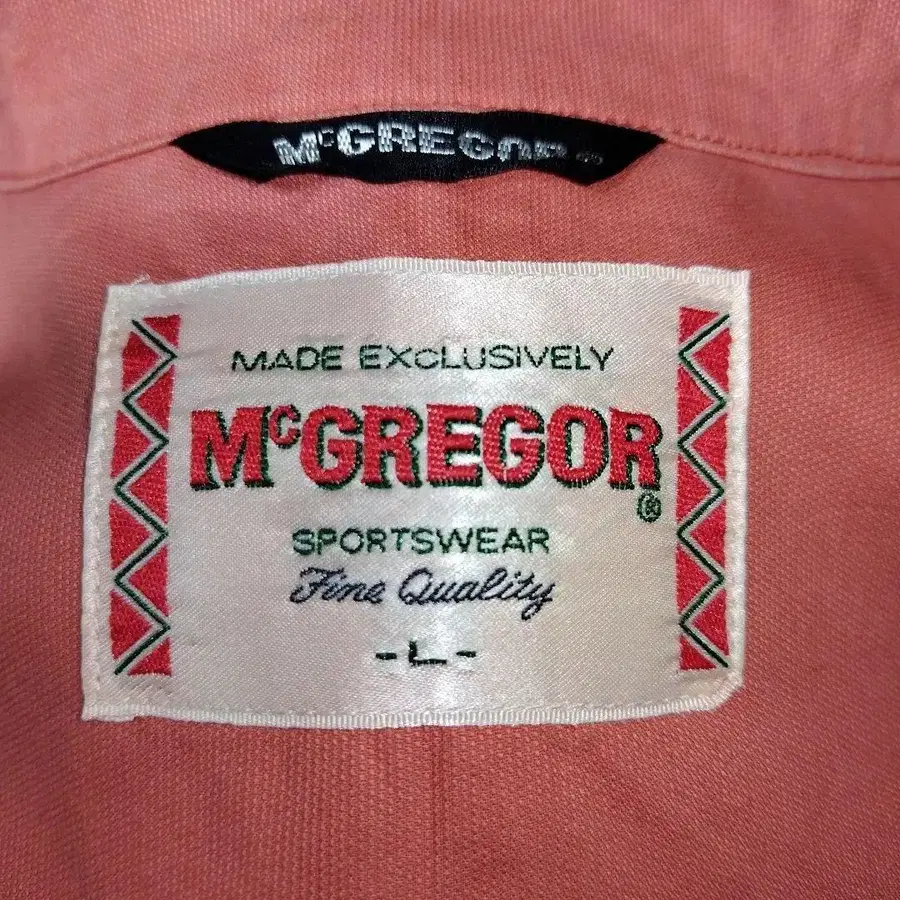 McGREGOR
MADE EXCLUSIVELY
McGREGOR®
SPORTSWEAR
Fine Quality
-L-